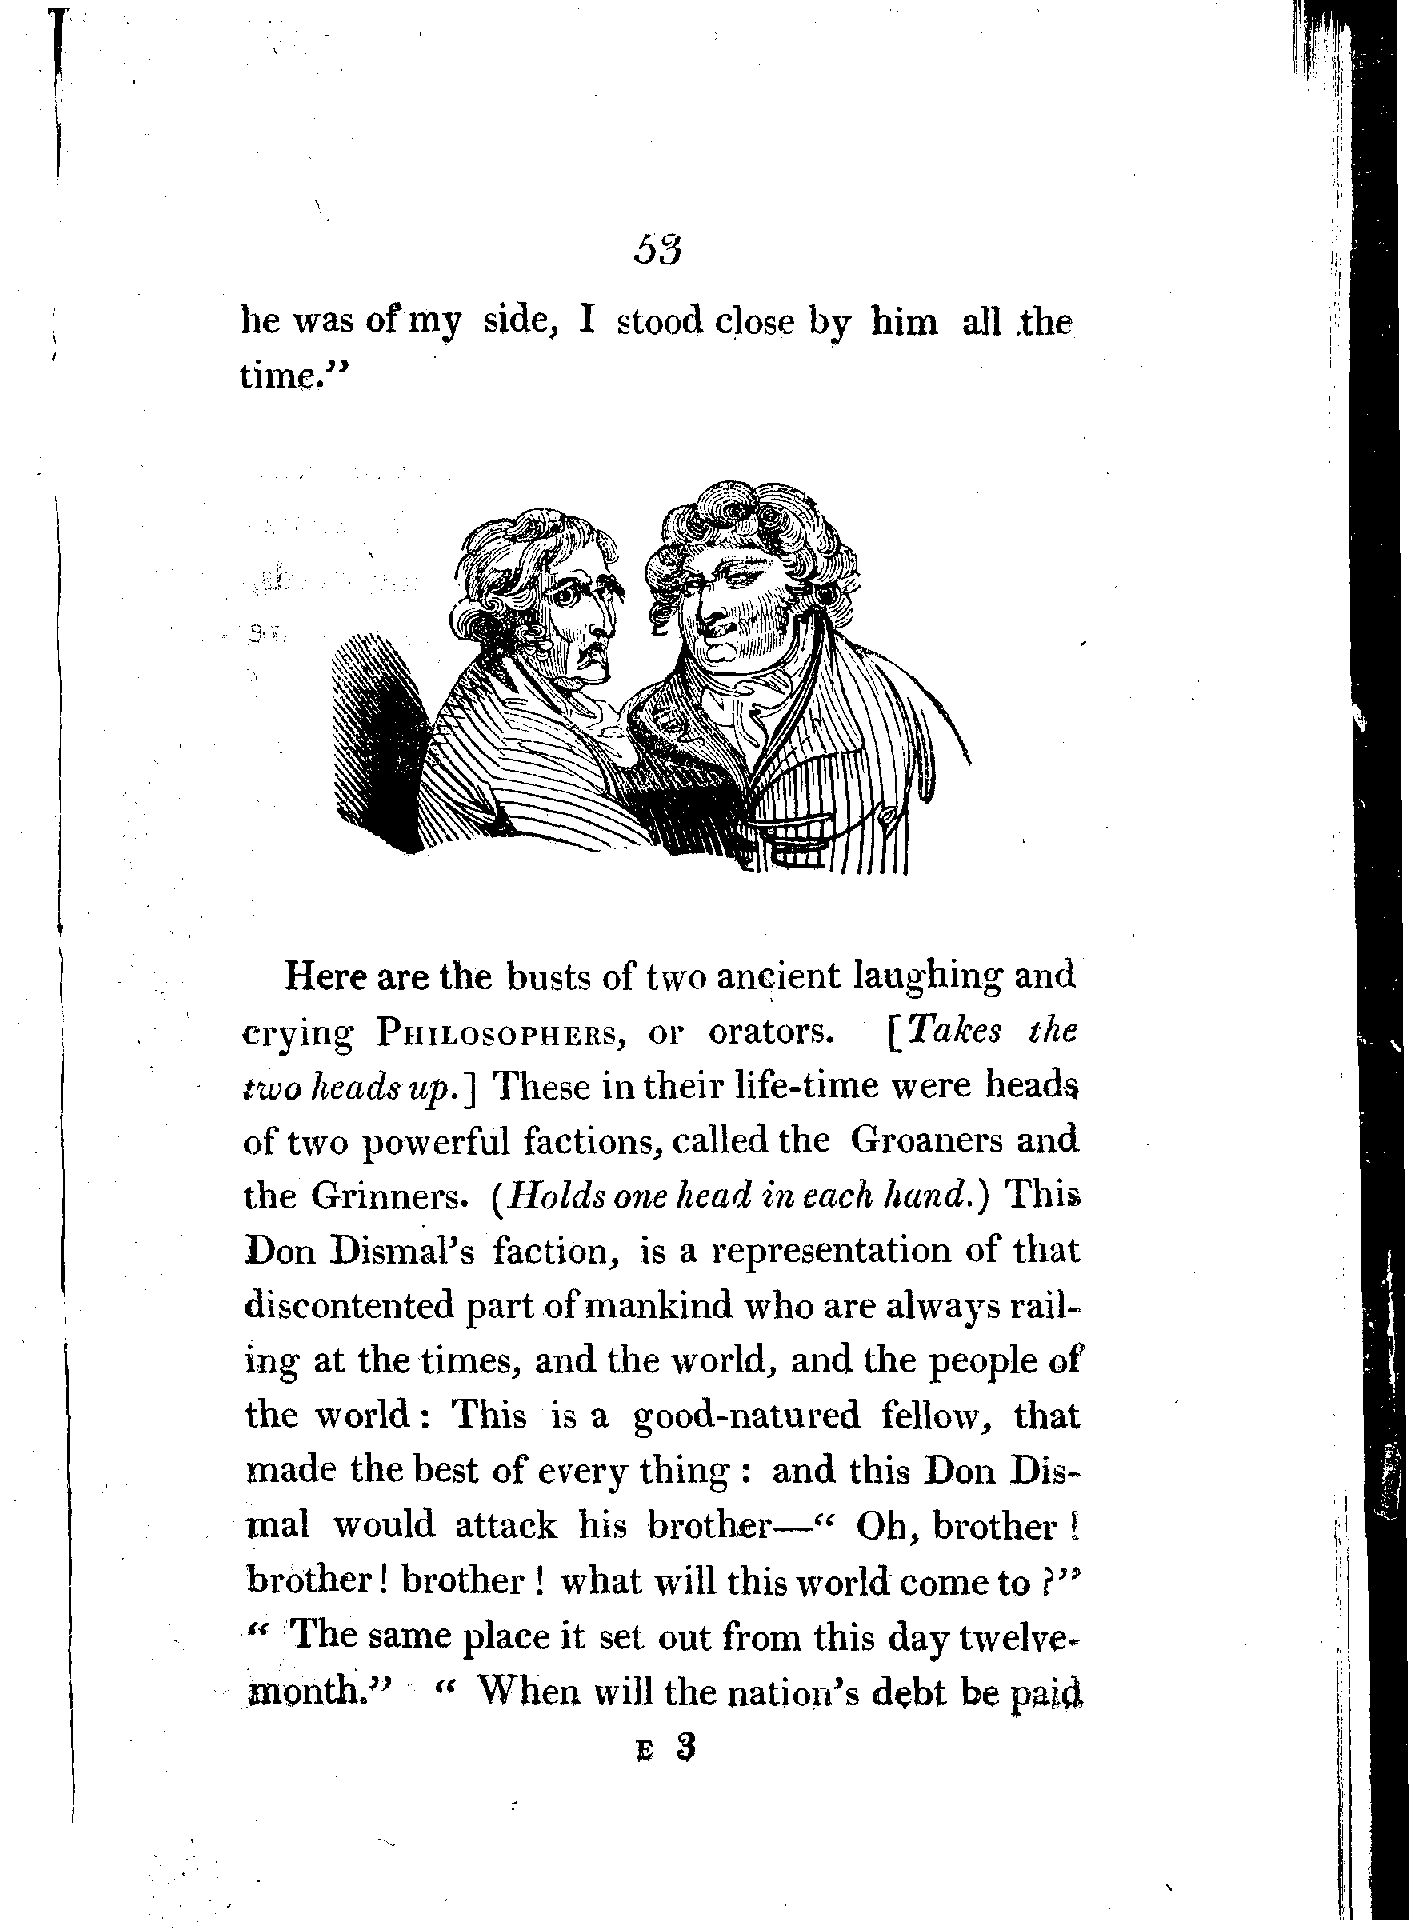 53
he was of my side, I stood close by him all the
time.”
Here are the busts of two ancient laughing and
crying PHILOSOPHERS, or orators. [Takes the
two heads up.] These in their life-time were heads
of two powerful factions, called the Groaners and
the Grinners. (Holds one head in each hand.) This
Don Dismal’s faction, is a representation of that
discontented part of mankind who are always rail-
ing at the times, and the world, and the people of
the world : This is a good-natured fellow, that
made the best of every thing : and this Don Dis-
mal would attack his brother—“ Oh, brother !
brother ! brother ! what will this world come to ?”
“ The same place it set out from this day twelve-
month.” “ When will the nation’s debt be paid
E 3